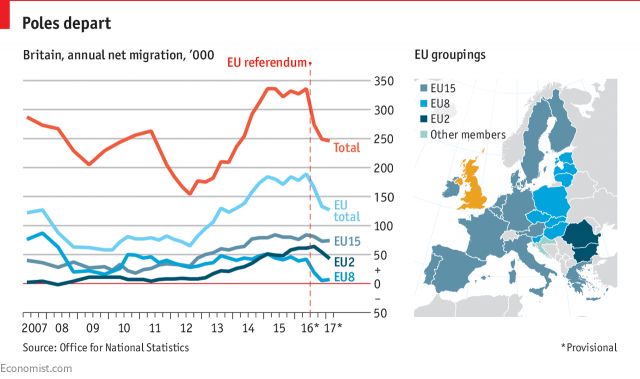 Poles depart
Britain, annual net migration, ’000
EU referendum
350
300
250
200
150
100
50
+
0
–
50
Total
EU
total
EU15
EU2
EU8
2007 08 09 10 11 12 13 14 15 16* 17*
Source: Office for National Statistics
EU groupings
EU15
EU8
EU2
Other members
*Provisional
Economist.com